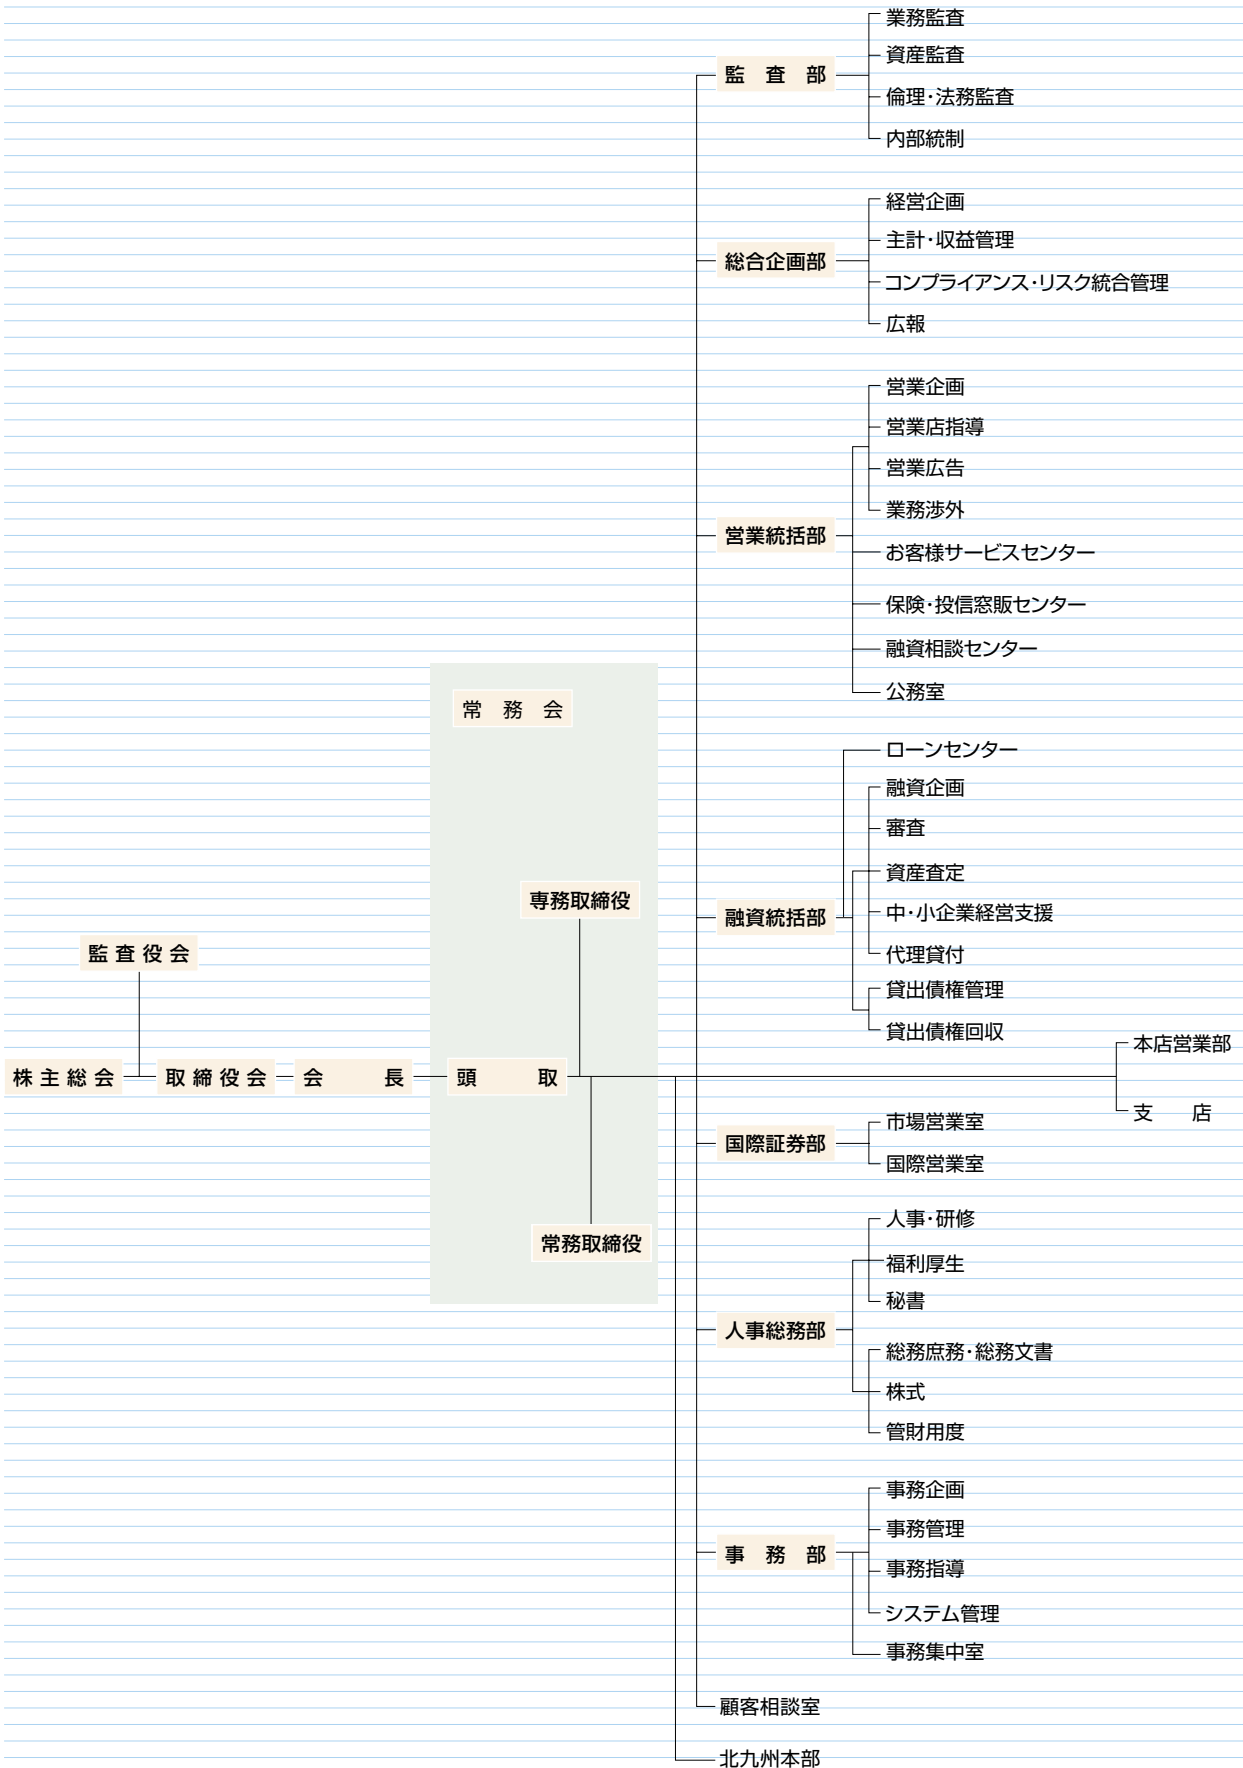 業務監査
資産監査
監　査　部
倫理・法務監査
内部統制
経営企画
主計・収益管理
総合企画部
コンプライアンス・リスク統合管理
広報
営業企画
営業店指導
営業広告
業務渉外
営業統括部
お客様サービスセンター
保険・投信窓販センター
融資相談センター
公務室
常　務　会
ローンセンター
融資企画
審査
資産査定
専務取締役
融資統括部
中・小企業経営支援
代理貸付
貸出債権管理
貸出債権回収
監 査 役 会
株 主 総 会
取 締 役 会
会　　　長
頭　　　取
本店営業部
支　　店
市場営業室
国際証券部
国際営業室
常務取締役
人事・研修
福利厚生
秘書
人事総務部
総務庶務・総務文書
株式
管財用度
事務企画
事務管理
事　務　部
事務指導
システム管理
事務集中室
顧客相談室
北九州本部